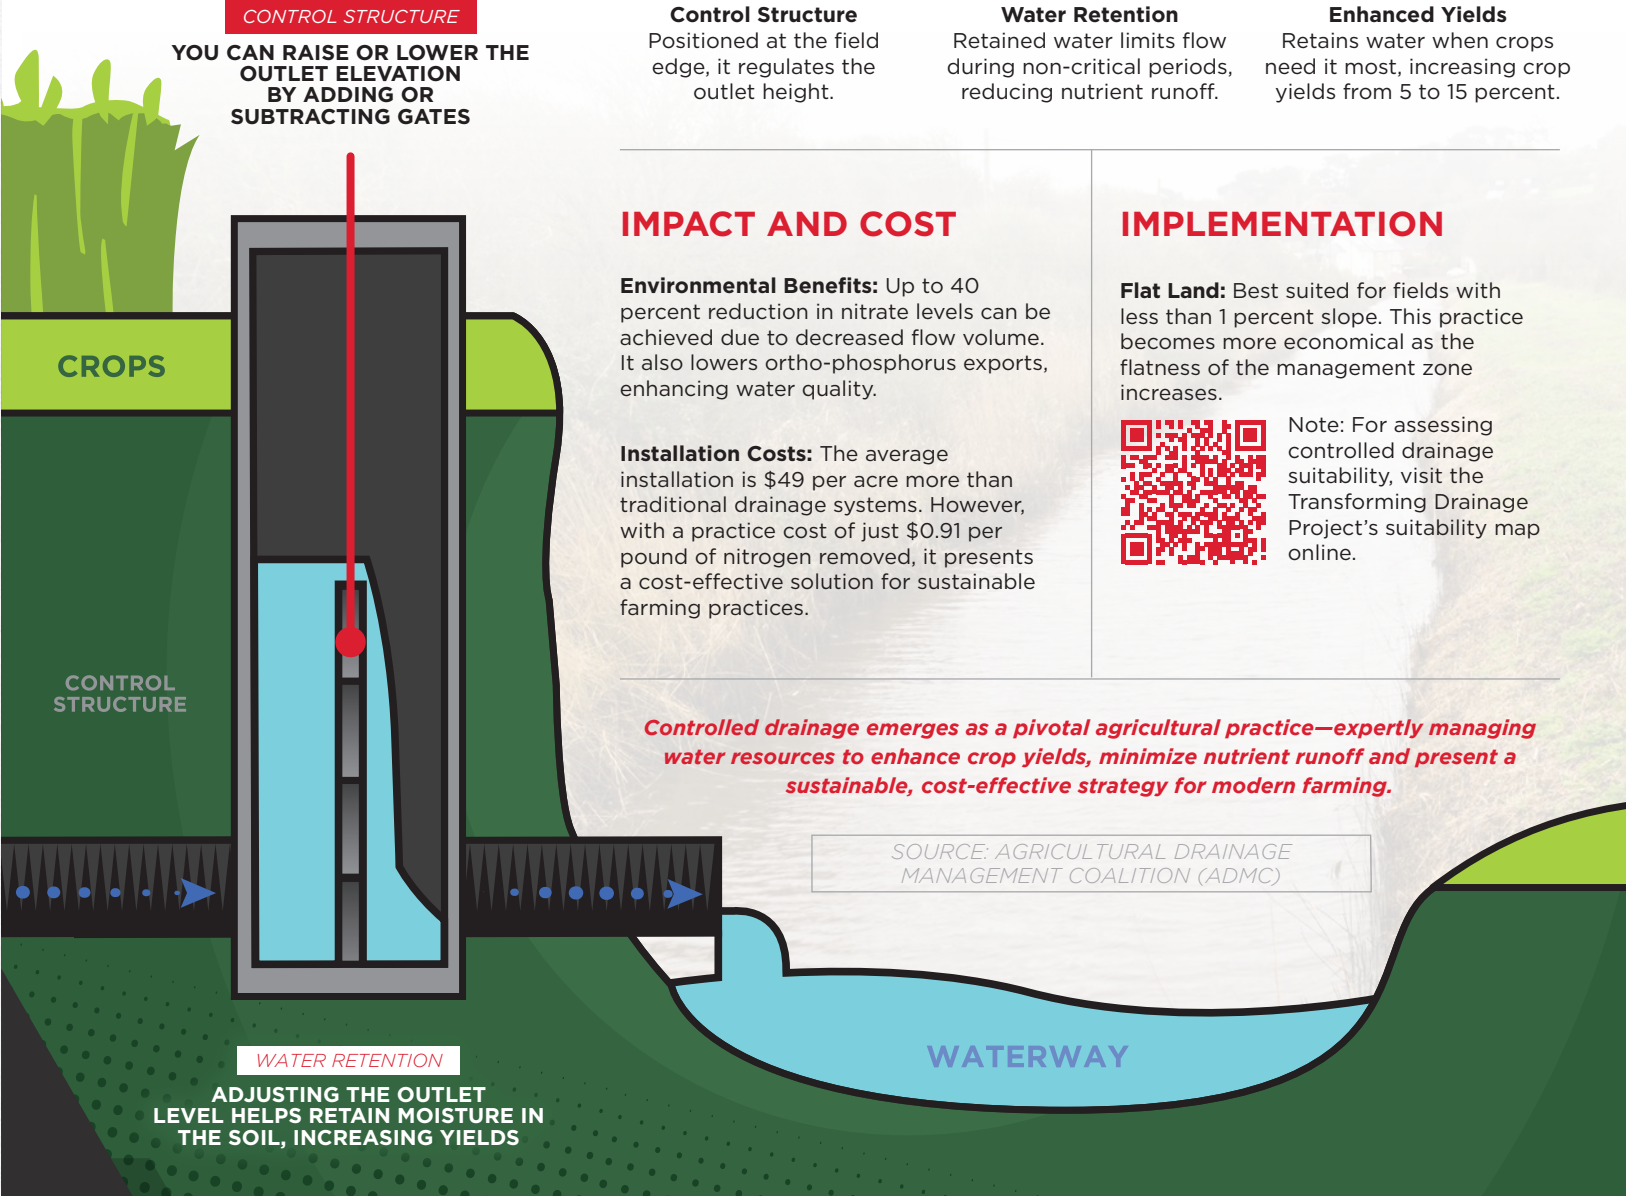 CONTROL STRUCTURE
YOU CAN RAISE OR LOWER THE
OUTLET ELEVATION
BY ADDING OR
SUBTRACTING GATES
Control Structure
Positioned at the field
edge, it regulates the
outlet height.
Water Retention
Retained water limits flow
during non-critical periods,
reducing nutrient runoff.
Enhanced Yields
Retains water when crops
need it most, increasing crop
yields from 5 to 15 percent.
IMPACT AND COST
Environmental Benefits: Up to 40
percent reduction in nitrate levels can be
achieved due to decreased flow volume.
It also lowers ortho-phosphorus exports,
enhancing water quality.
Installation Costs: The average
installation is $49 per acre more than
traditional drainage systems. However,
with a practice cost of just $0.91 per
pound of nitrogen removed, it presents
a cost-effective solution for sustainable
farming practices.
IMPLEMENTATION
Flat Land: Best suited for fields with
less than 1 percent slope. This practice
becomes more economical as the
flatness of the management zone
increases.
Note: For assessing
controlled drainage
suitability, visit the
Transforming Drainage
Project's suitability map
online.
CROPS
CONTROL
STRUCTURE
Controlled drainage emerges as a pivotal agricultural practice—expertly managing
water resources to enhance crop yields, minimize nutrient runoff and present a
sustainable, cost-effective strategy for modern farming.
SOURCE: AGRICULTURAL DRAINAGE
MANAGEMENT COALITION (ADMC)
WATERWAY
WATER RETENTION
ADJUSTING THE OUTLET
LEVEL HELPS RETAIN MOISTURE IN
THE SOIL, INCREASING YIELDS